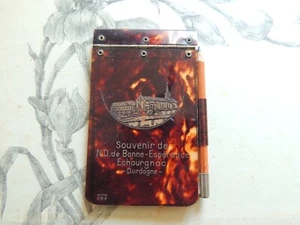 Souvenir de
N.D. de Bonne-Espérance
Echourgnac
- Dordogne -